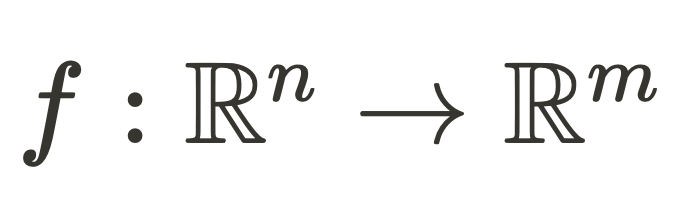 f : ℝⁿ → ℝᵐ